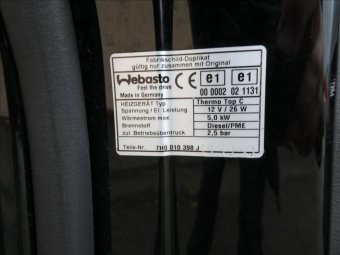 Fabrikschild-Duplikat
gültig nur zusammen mit Original
Webasto CE e1 e1
Feel the drive
Made in Germany 00 0002 02 1131
HEIZGERÄT Typ Thermo Top C
Spannung / El. Leistung 12 V / 26 W
Wärmestrom max. 5,0 kW
Brennstoff Diesel/PME
zul. Betriebsüberdruck 2,5 bar
Teile-Nr. 7H0 010 398 J